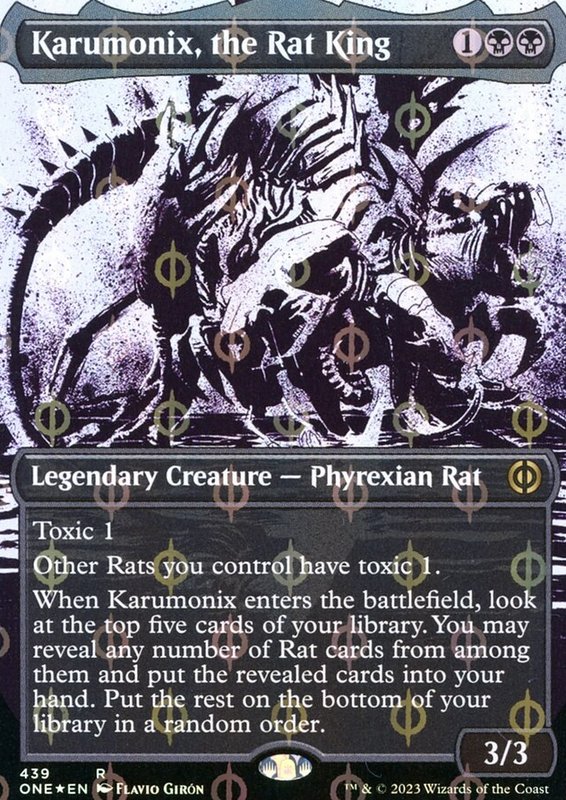 Karumonix, the Rat King 1
Legendary Creature — Phyrexian Rat
Toxic 1
Other Rats you control have toxic 1.
When Karumonix enters the battlefield, look
at the top five cards of your library. You may
reveal any number of Rat cards from among
them and put the revealed cards into your
hand. Put the rest on the bottom of your
library in a random order.
3/3
439 R
ONE★EN Flavio Girón ™ & © 2023 Wizards of the Coast